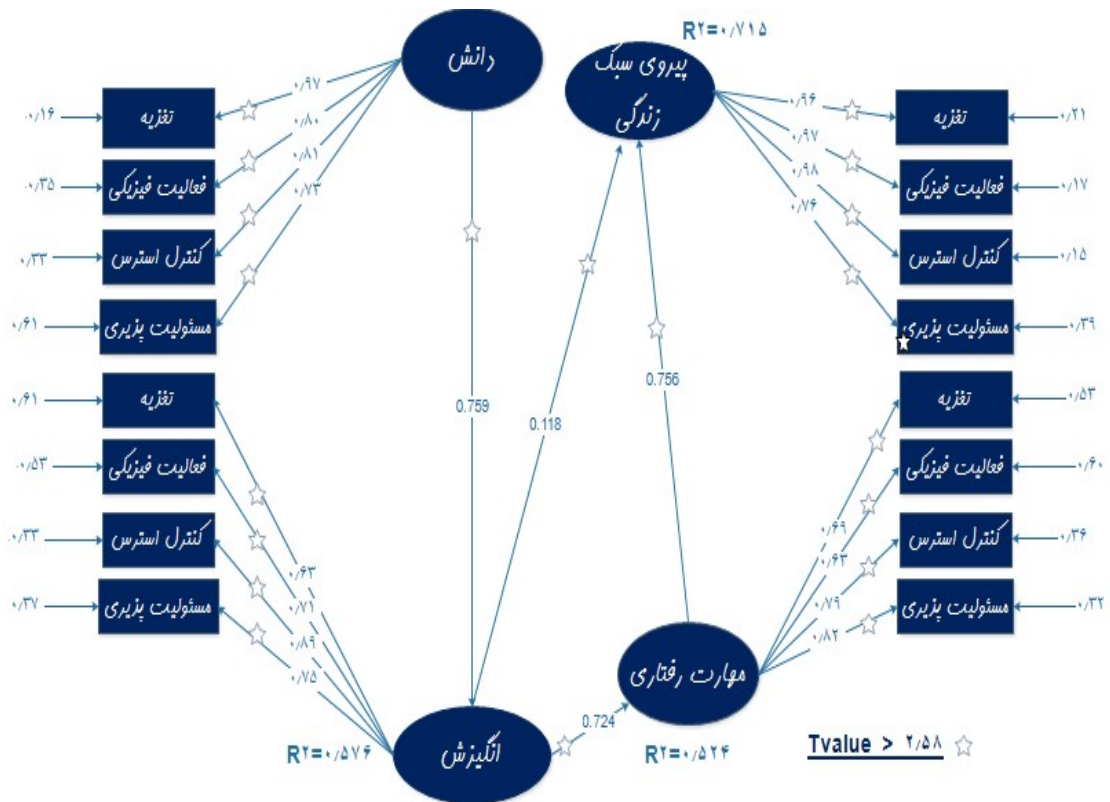 R۲=۰/۷۱۵
دانش
پیروی سبک
زندگی
۰/۱۶
تغذیه
۰/۹۷
۰/۳۵
فعالیت فیزیکی
۰/۸۰
۰/۳۳
کنترل استرس
۰/۸۱
۰/۶۱
مسئولیت پذیری
۰/۷۳
۰/۹۶
تغذیه
۰/۲۱
۰/۹۷
فعالیت فیزیکی
۰/۱۷
۰/۹۸
کنترل استرس
۰/۱۵
۰/۷۶
مسئولیت پذیری
۰/۳۹
0.759
0.118
0.756
۰/۶۱
تغذیه
۰/۶۳
۰/۵۳
فعالیت فیزیکی
۰/۷۱
۰/۳۳
کنترل استرس
۰/۸۹
۰/۳۷
مسئولیت پذیری
۰/۷۵
۰/۶۹
تغذیه
۰/۵۳
۰/۶۳
فعالیت فیزیکی
۰/۶۰
۰/۷۹
کنترل استرس
۰/۳۶
۰/۸۲
مسئولیت پذیری
۰/۳۲
مهارت رفتاری
0.724
انگیزش
R۲=۰/۵۷۶
R۲=۰/۵۲۴
Tvalue > ۲/۵۸